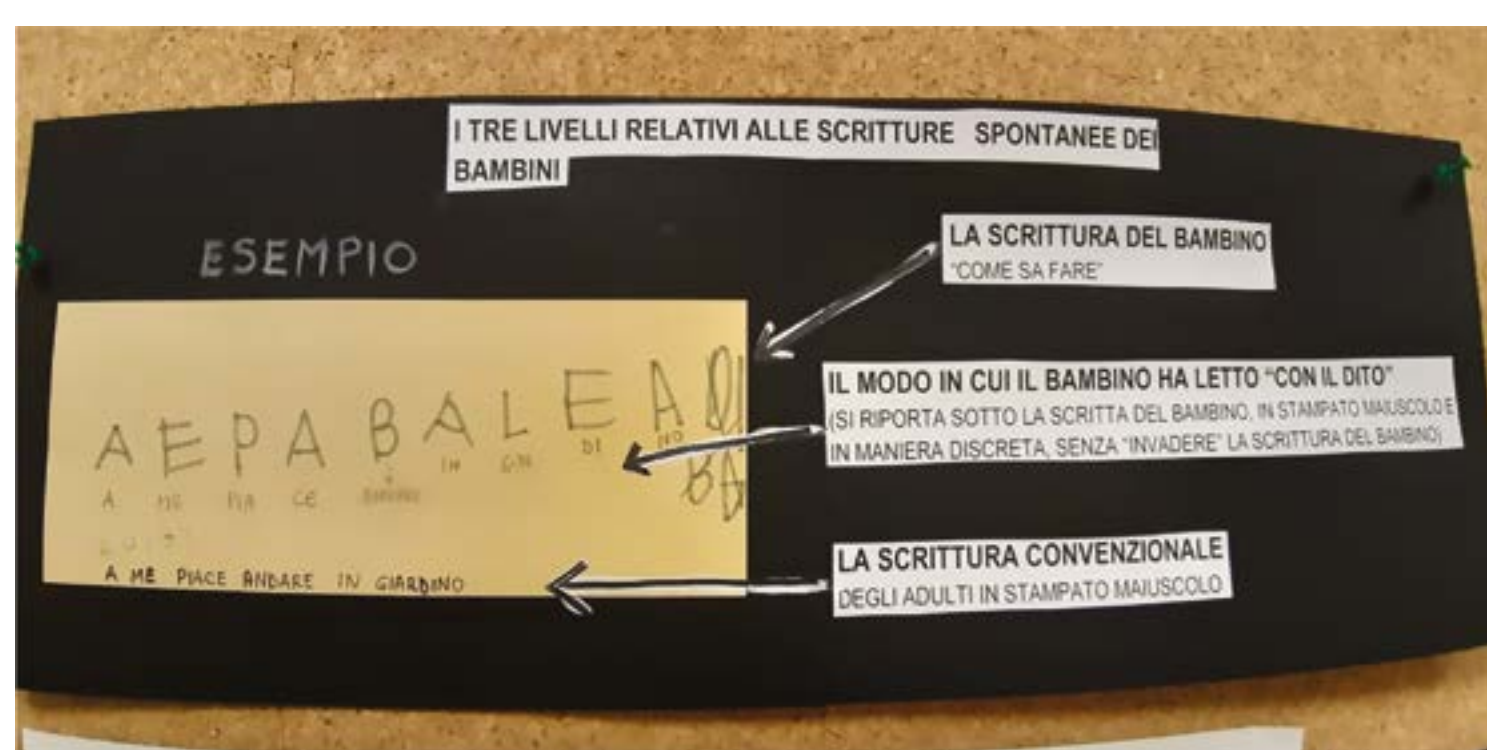 I TRE LIVELLI RELATIVI ALLE SCRITTURE SPONTANEE DEI
BAMBINI
ESEMPIO
LA SCRITTURA DEL BAMBINO
"COME SA FARE"
IL MODO IN CUI IL BAMBINO HA LETTO "CON IL DITO"
(SI RIPORTA SOTTO LA SCRITTA DEL BAMBINO, IN STAMPATO MAIUSCOLO E
IN MANIERA DISCRETA, SENZA "INVADERE" LA SCRITTURA DEL BAMBINO)
A E P A B A L E A
A ME PIA CE IN DI NO
A ME PIACE ANDARE IN GIARDINO
LA SCRITTURA CONVENZIONALE
DEGLI ADULTI IN STAMPATO MAIUSCOLO